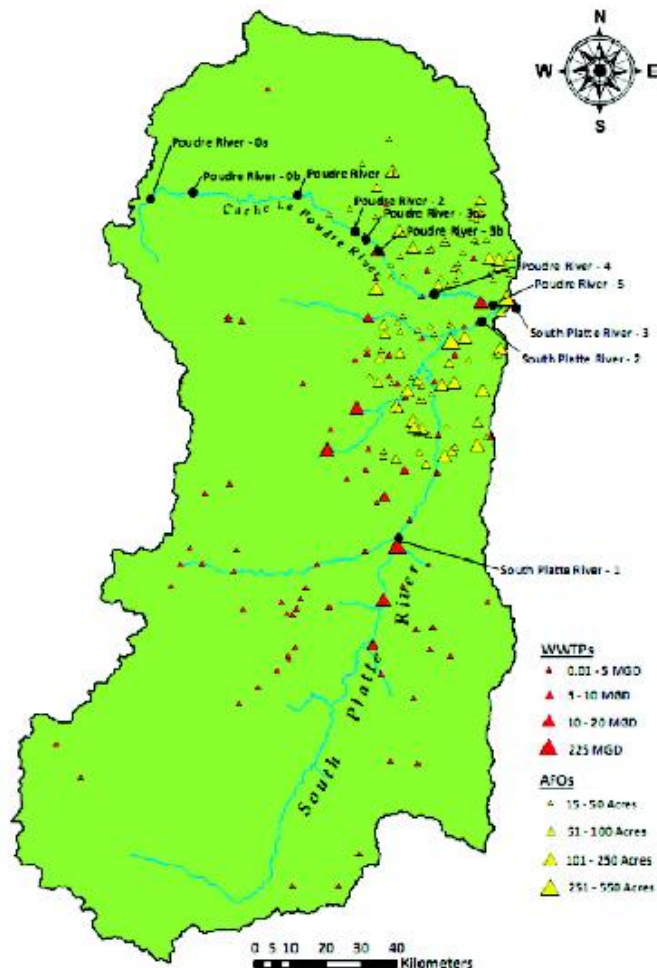 N
W E
S
Poudre River - 0a
Poudre River - 0b
Poudre River
Poudre River - 2
Poudre River - 3a
Poudre River - 3b
Cache La Poudre River
Poudre River - 4
Poudre River - 5
South Platte River - 3
South Platte River - 2
South Platte River - 1
South Platte River
WWTPs
0.01 - 5 MGD
5 - 10 MGD
10 - 20 MGD
225 MGD
AFOs
15 - 50 Acres
51 - 100 Acres
101 - 250 Acres
251 - 550 Acres
0 5 10 20 30 40
Kilometers